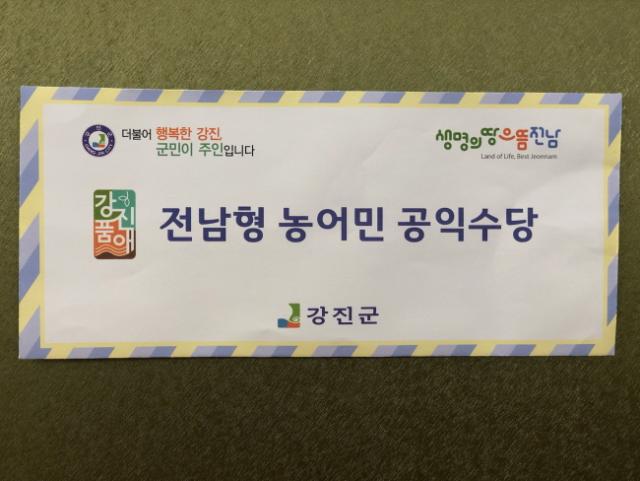 더불어 행복한 강진,
군민이 주인입니다
생명의땅으뜸전남
Land of Life, Best Jeonnam
강진
품애
전남형 농어민 공익수당
강진군